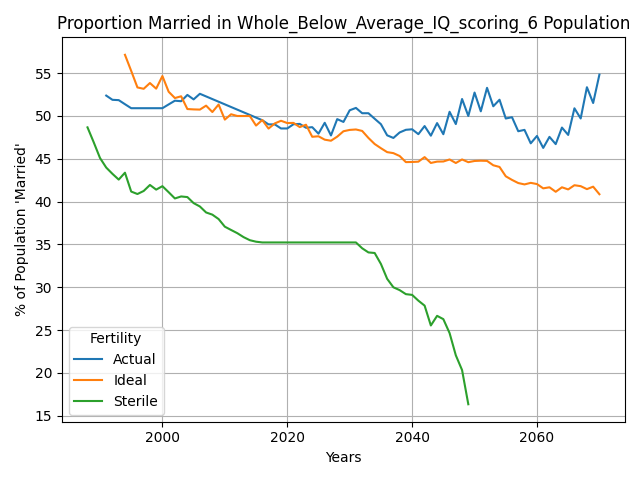 Proportion Married in Whole_Below_Average_IQ_scoring_6 Population
% of Population 'Married'
55
50
45
40
35
30
25
20
15
Fertility
Actual
Ideal
Sterile
2000 2020 2040 2060
Years